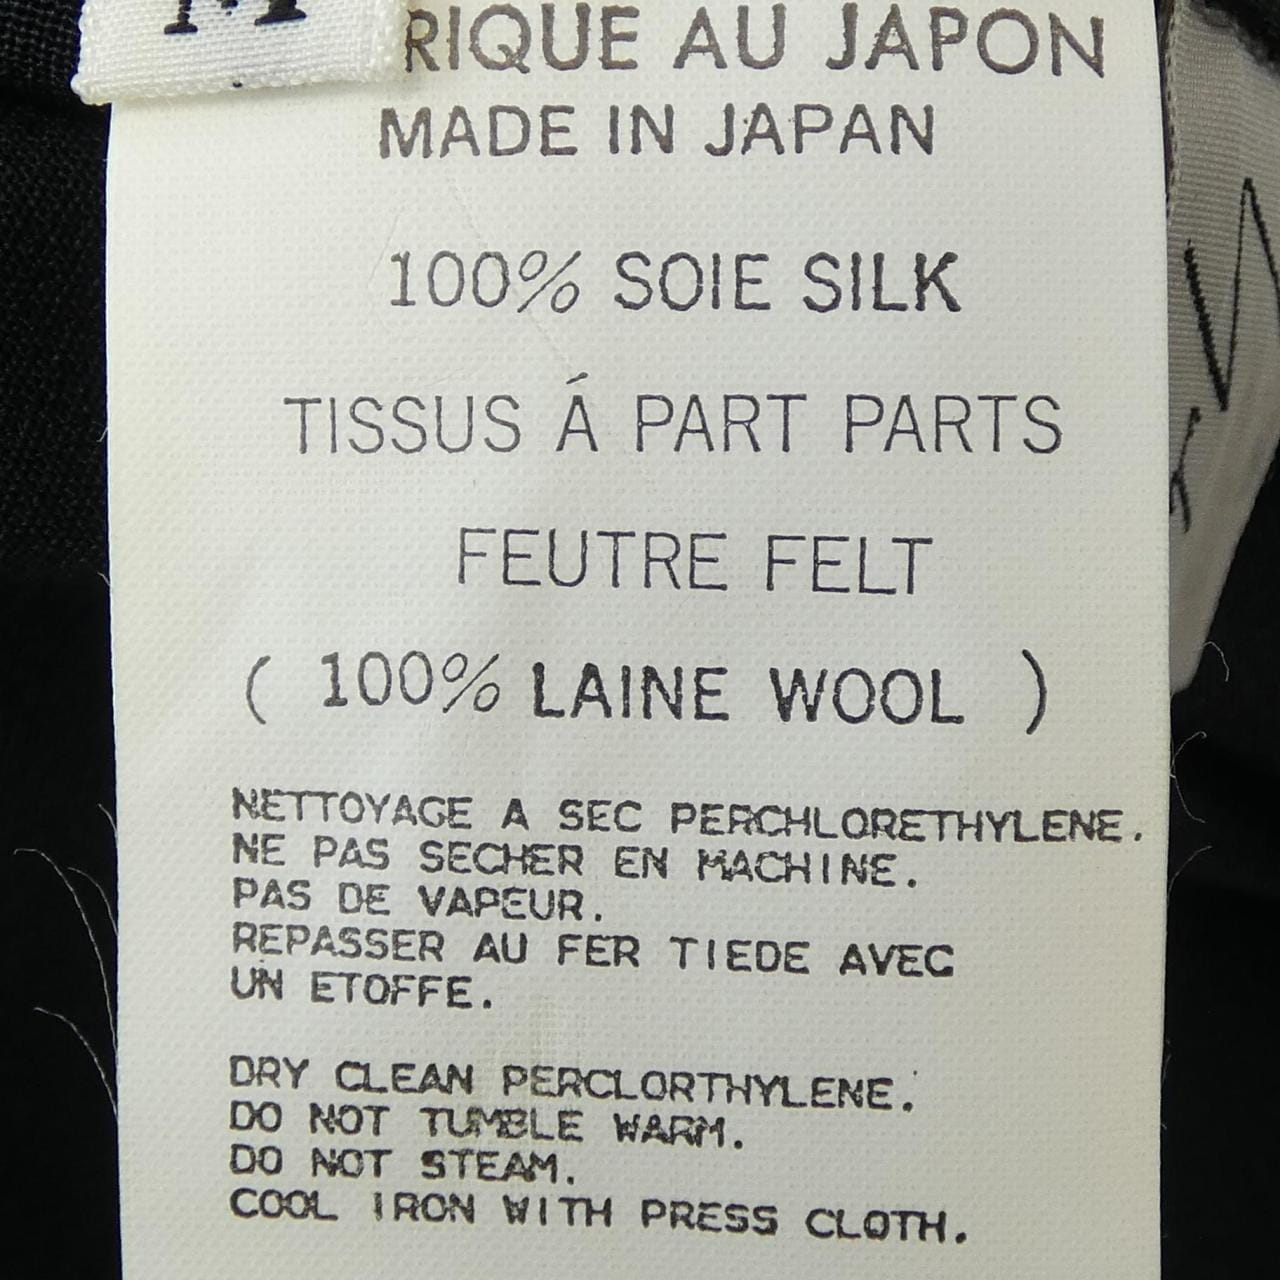 M
RIQUE AU JAPON
MADE IN JAPAN
100% SOIE SILK
TISSUS Á PART PARTS
FEUTRE FELT
( 100% LAINE WOOL )
NETTOYAGE A SEC PERCHLORETHYLENE.
NE PAS SECHER EN MACHINE.
PAS DE VAPEUR.
REPASSER AU FER TIEDE AVEC
UN ETOFFE.
DRY CLEAN PERCLORTHYLENE.
DO NOT TUMBLE WARM.
DO NOT STEAM.
COOL IRON WITH PRESS CLOTH.